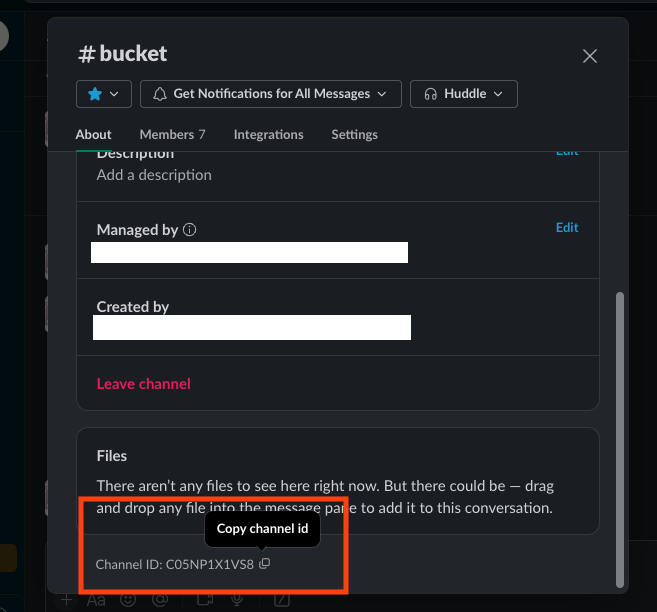 # bucket
Get Notifications for All Messages
Huddle
About
Members 7
Integrations
Settings
Description
Edit
Add a description
Managed by
Edit
Created by
Leave channel
Files
There aren't any files to see here right now. But there could be — drag
and drop any file into the message pane to add it to this conversation.
Copy channel id
Channel ID: C05NP1X1VS8
Aa
@